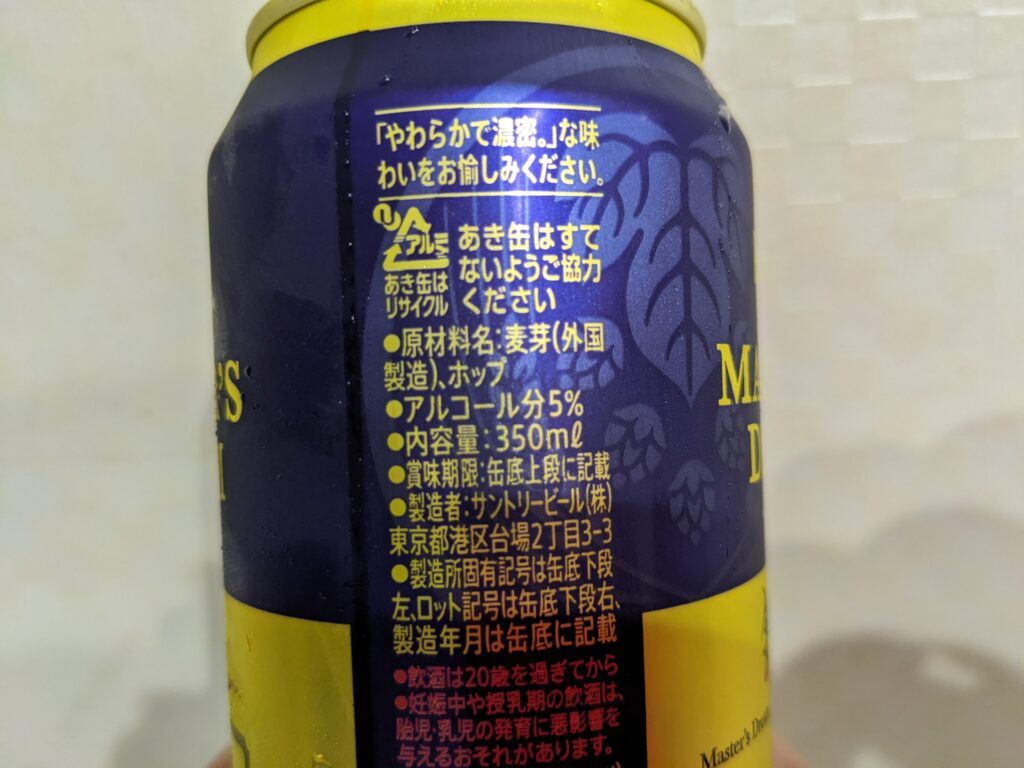 「やわらかで濃密。」な味
わいをお愉しみください。
アルミ
あき缶は
リサイクル
あき缶はすて
ないようご協力
ください
●原材料名:麦芽(外国
製造)、ホップ
●アルコール分5%
●内容量:350mℓ
●賞味期限:缶底上段に記載
●製造者:サントリービール(株)
東京都港区台場2丁目3-3
●製造所固有記号は缶底下段
左、ロット記号は缶底下段右、
製造年月は缶底に記載
●飲酒は20歳を過ぎてから
●妊娠中や授乳期の飲酒は、
胎児・乳児の発育に悪影響を
与えるおそれがあります。
'S
MA
D
Master's